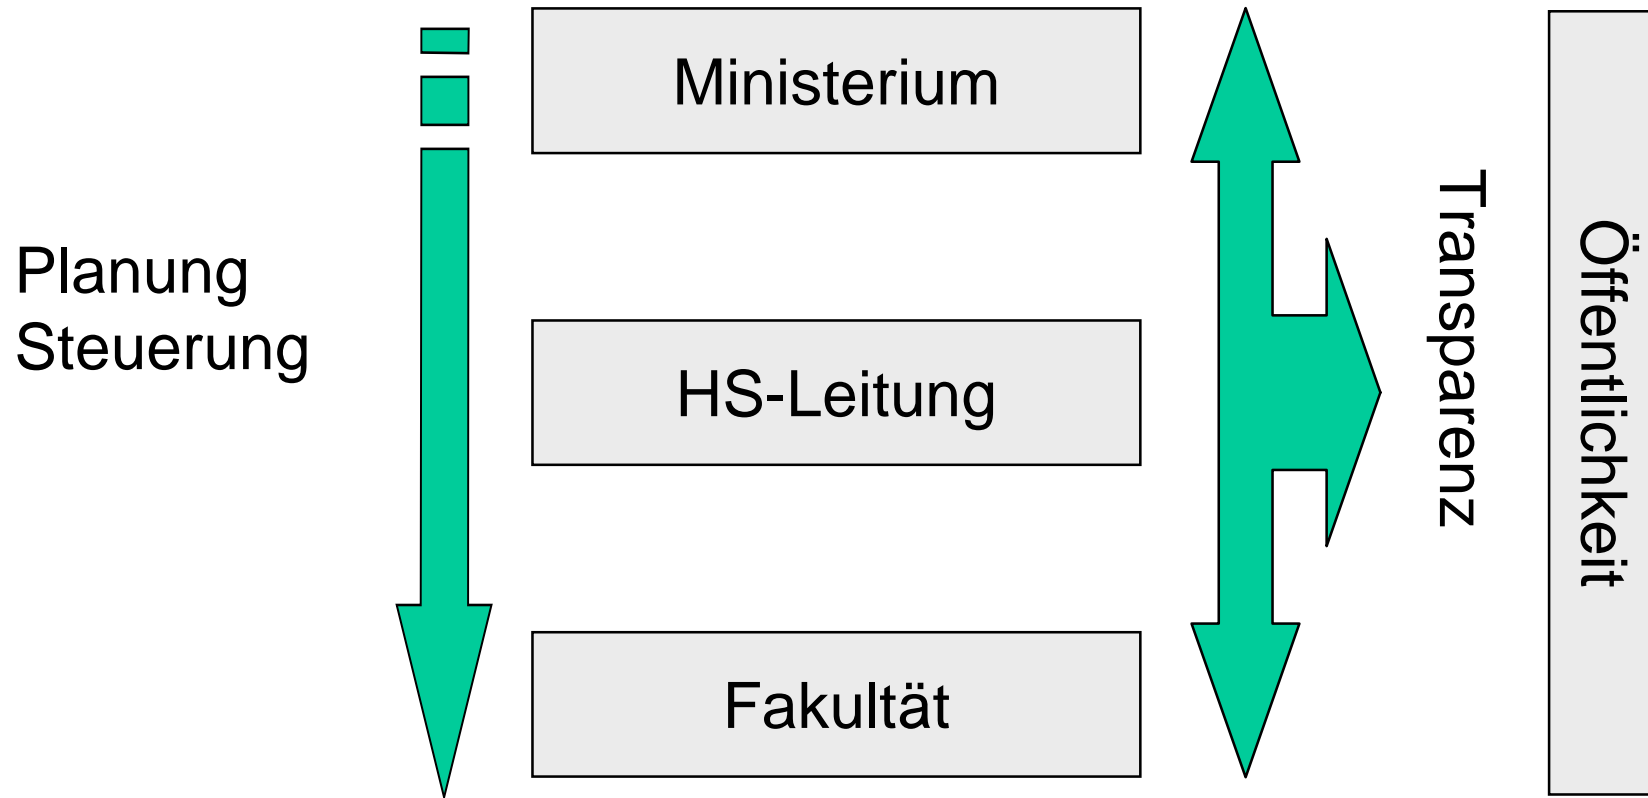 Ministerium
Planung
Steuerung
HS-Leitung
Fakultät
Transparenz
Öffentlichkeit